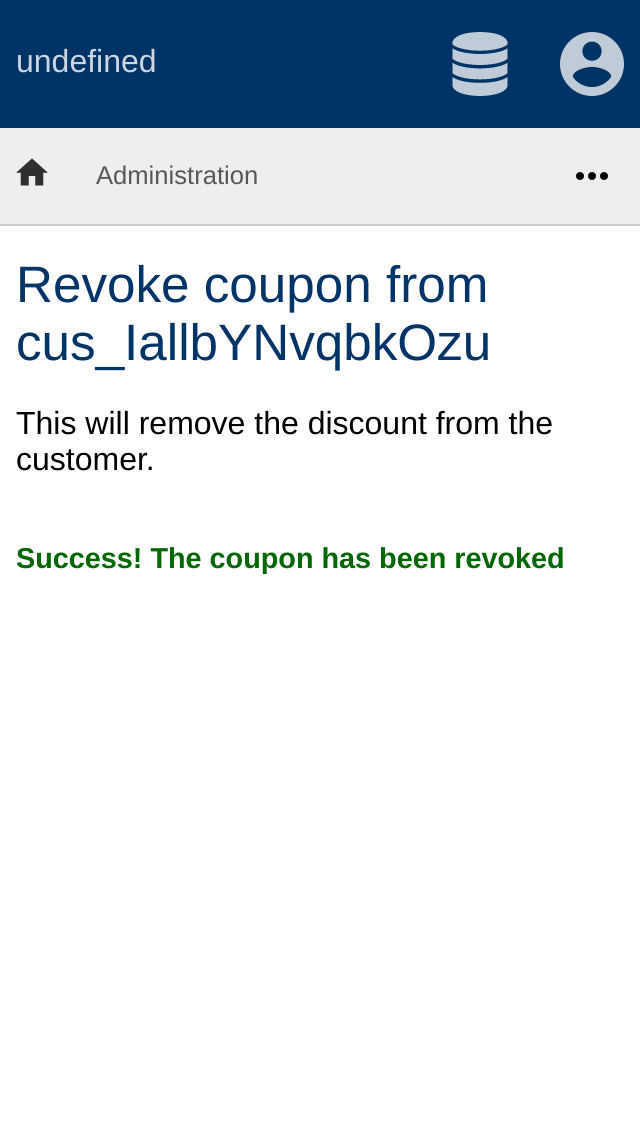 undefined
Administration
Revoke coupon from
cus_IallbYNvqbkOzu
This will remove the discount from the
customer.
Success! The coupon has been revoked